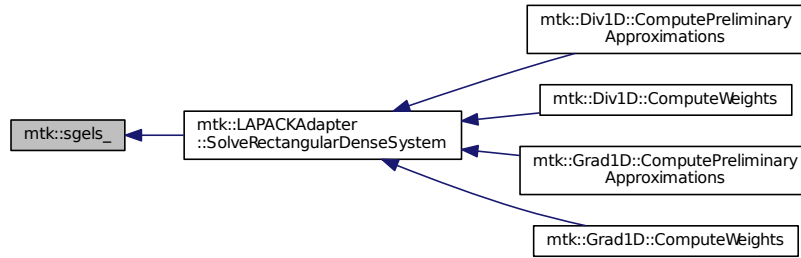 mtk::sgels_
mtk::LAPACKAdapter
::SolveRectangularDenseSystem
mtk::Div1D::ComputePreliminary
Approximations
mtk::Div1D::ComputeWeights
mtk::Grad1D::ComputePreliminary
Approximations
mtk::Grad1D::ComputeWeights